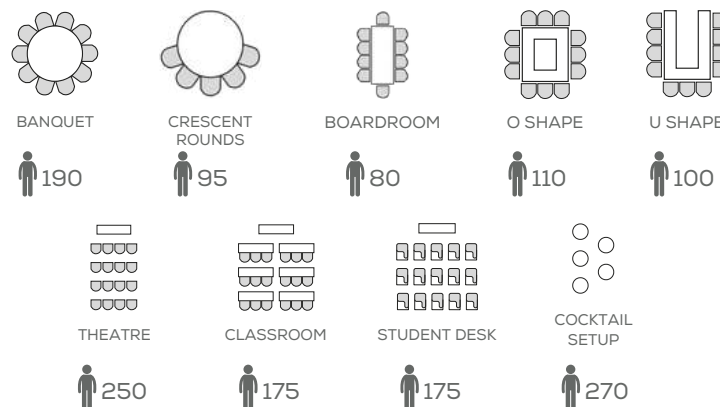 BANQUET
190
CRESCENT
ROUNDS
95
BOARDROOM
80
O SHAPE
110
U SHAPE
100
THEATRE
250
CLASSROOM
175
STUDENT DESK
175
COCKTAIL
SETUP
270